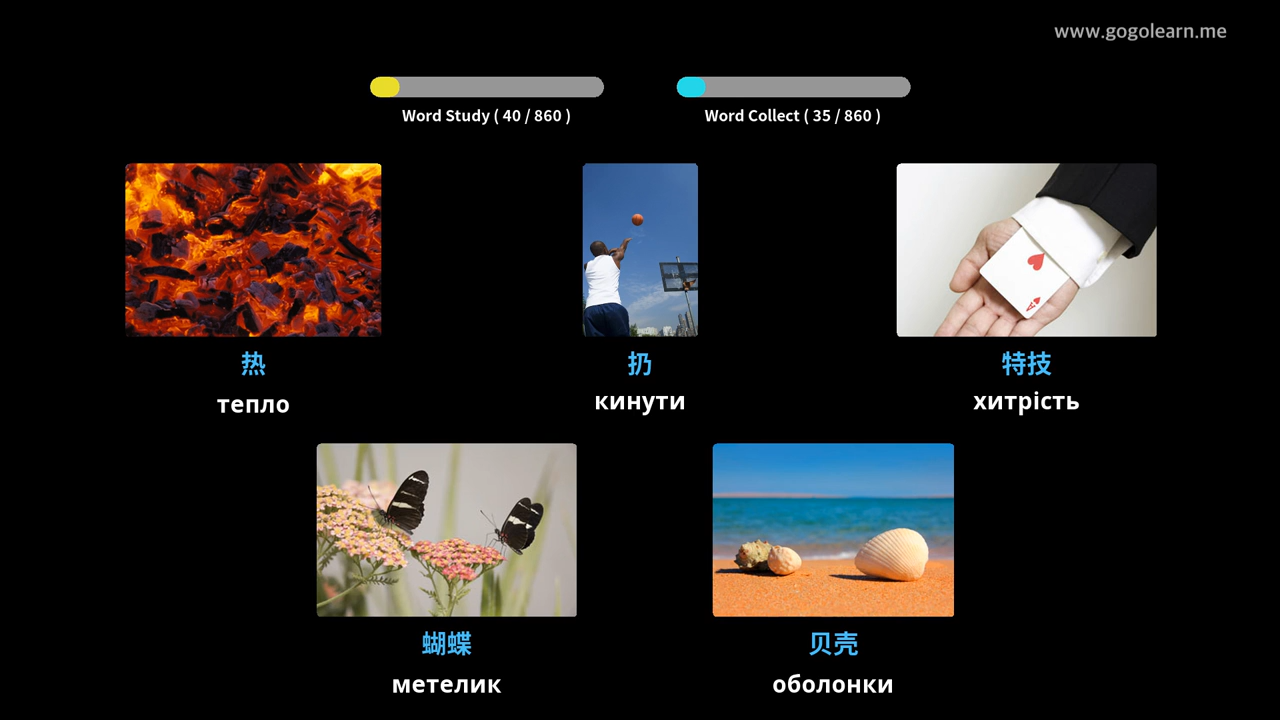 www.gogolearn.me
Word Study ( 40 / 860 )
Word Collect ( 35 / 860 )
热
тепло
扔
кинути
特技
хитрість
蝴蝶
метелик
贝壳
оболонки